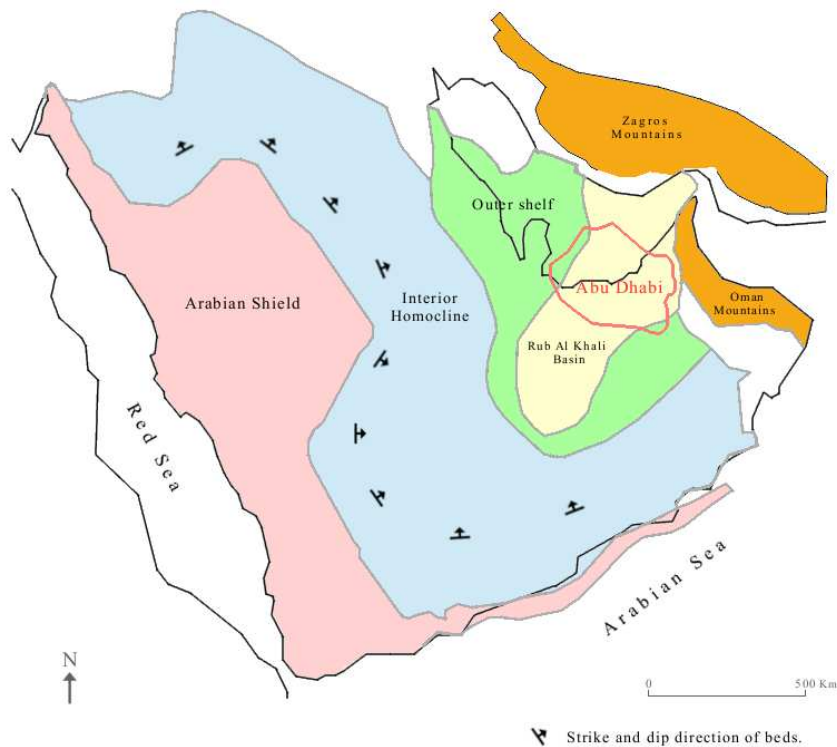 Zagros
Mountains
Outer shelf
Arabian Shield
Interior
Homocline
Abu Dhabi
Oman
Mountains
Rub Al Khali
Basin
Red Sea
Arabian Sea
N
0 500 Km
Strike and dip direction of beds.